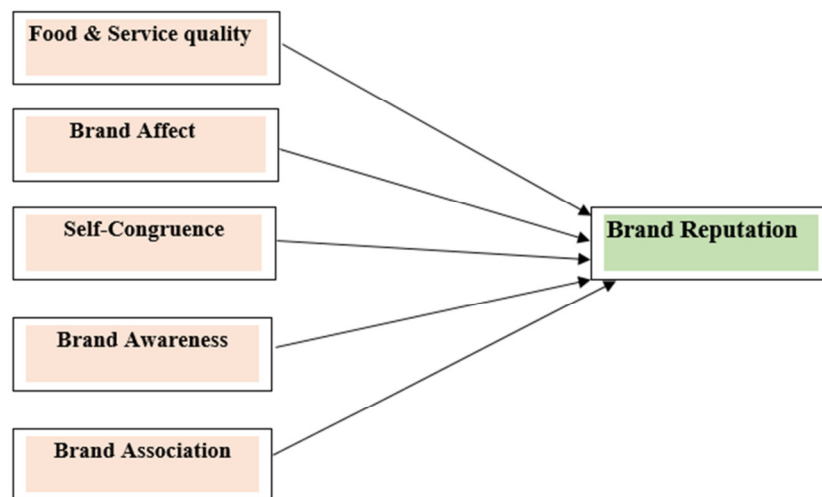 Food & Service quality
Brand Affect
Self-Congruence
Brand Reputation
Brand Awareness
Brand Association